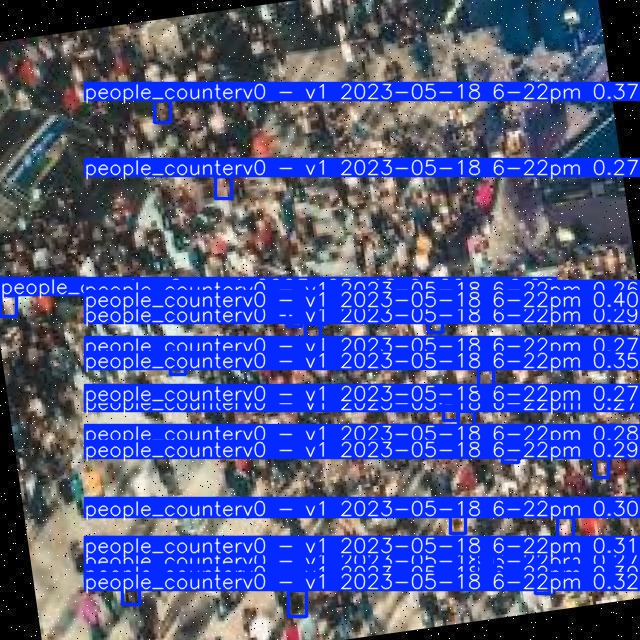 people_counterv0 - v1 2023-05-18 6-22pm 0.37
people_counterv0 - v1 2023-05-18 6-22pm 0.27
people_
people_counterv0 - v1 2023-05-18 6-22pm 0.40
people_counterv0 - v1 2023-05-18 6-22pm 0.29
people_counterv0 - v1 2023-05-18 6-22pm 0.27
people_counterv0 - v1 2023-05-18 6-22pm 0.35
people_counterv0 - v1 2023-05-18 6-22pm 0.27
people_counterv0 - v1 2023-05-18 6-22pm 0.28
people_counterv0 - v1 2023-05-18 6-22pm 0.29
people_counterv0 - v1 2023-05-18 6-22pm 0.30
people_counterv0 - v1 2023-05-18 6-22pm 0.31
people_counterv0 - v1 2023-05-18 6-22pm 0.32